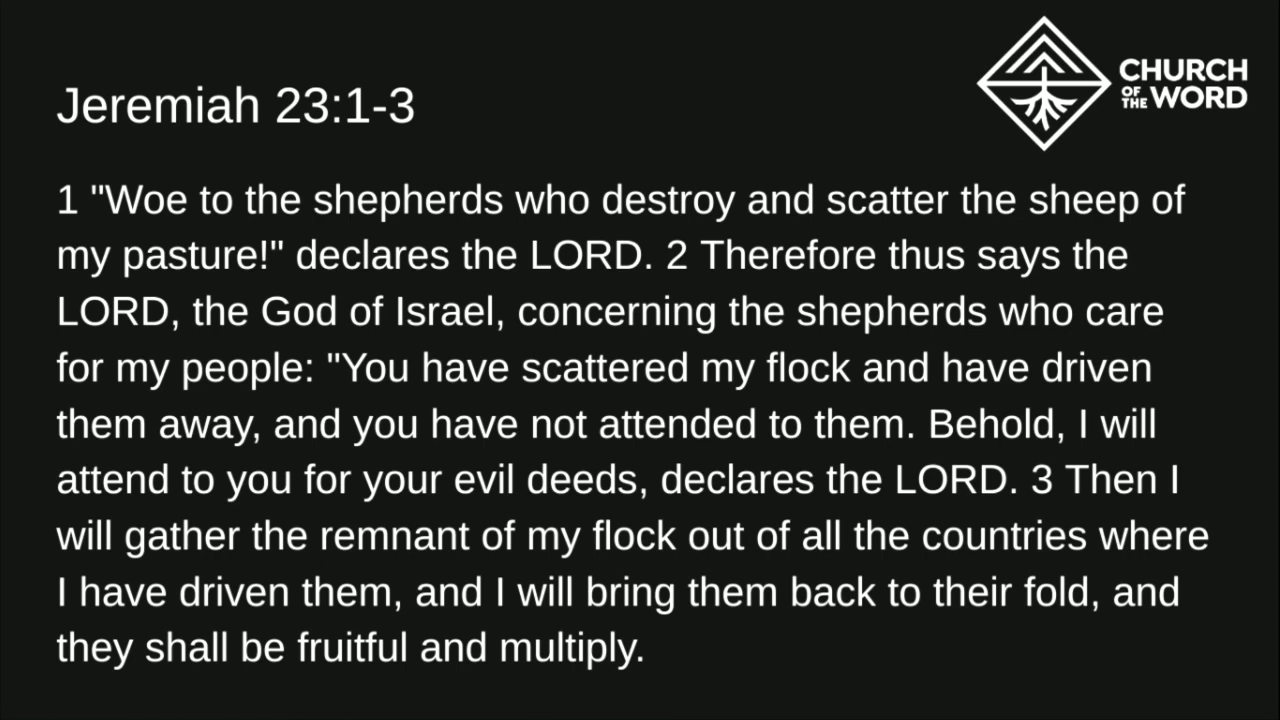 CHURCH
OF THE WORD
Jeremiah 23:1-3
1 "Woe to the shepherds who destroy and scatter the sheep of
my pasture!" declares the LORD. 2 Therefore thus says the
LORD, the God of Israel, concerning the shepherds who care
for my people: "You have scattered my flock and have driven
them away, and you have not attended to them. Behold, I will
attend to you for your evil deeds, declares the LORD. 3 Then I
will gather the remnant of my flock out of all the countries where
I have driven them, and I will bring them back to their fold, and
they shall be fruitful and multiply.